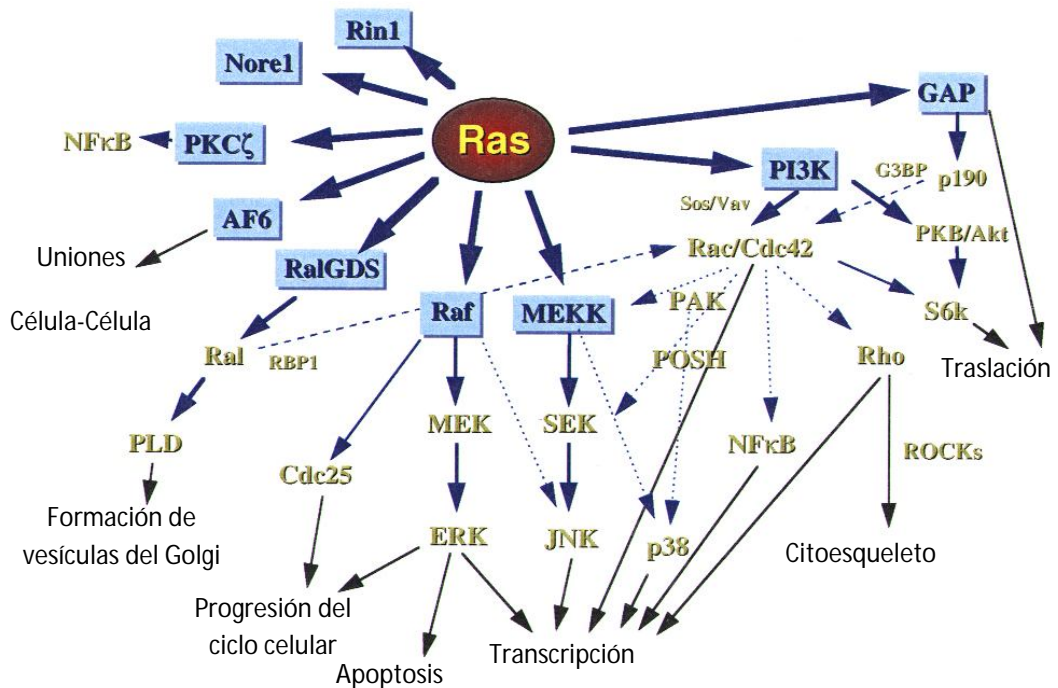 Rin1
Nore1
GAP
Ras
NFκB
PKCζ
PI3K
G3BP
p190
Sos/Vav
AF6
PKB/Akt
Uniones
Rac/Cdc42
RalGDS
Célula-Célula
Raf
MEKK
PAK
S6k
Ral
RBP1
POSH
Rho
Traslación
MEK
SEK
PLD
NFκB
ROCKs
Cdc25
Formación de
vesículas del Golgi
ERK
JNK
p38
Citoesqueleto
Progresión del
ciclo celular
Apoptosis
Transcripción